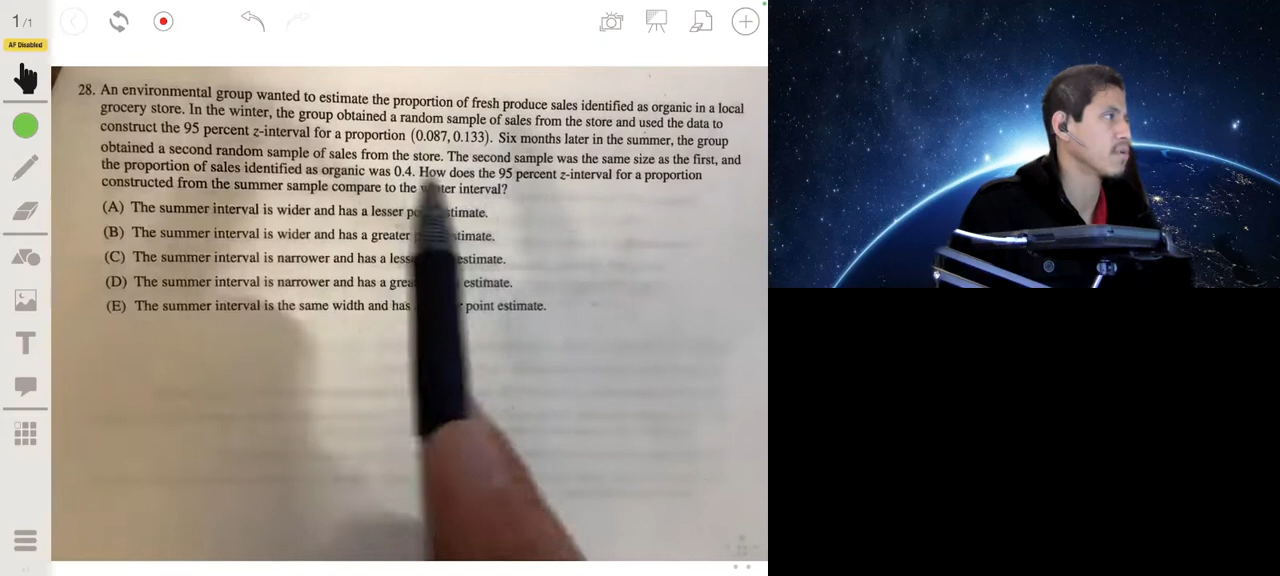 1/1
AF Disabled
28. An environmental group wanted to estimate the proportion of fresh produce sales identified as organic in a local
grocery store. In the winter, the group obtained a random sample of sales from the store and used the data to
construct the 95 percent z-interval for a proportion (0.087, 0.133). Six months later in the summer, the group
obtained a second random sample of sales from the store. The second sample was the same size as the first, and
the proportion of sales identified as organic was 0.4. How does the 95 percent z-interval for a proportion
constructed from the summer sample compare to the interval?
(A) The summer interval is wider and has a lesser
(B) The summer interval is wider and has a greater
(C) The summer interval is narrower and has a estimate.
(D) The summer interval is narrower and has a estimate.
(E) The summer interval is the same width and has point estimate.
T